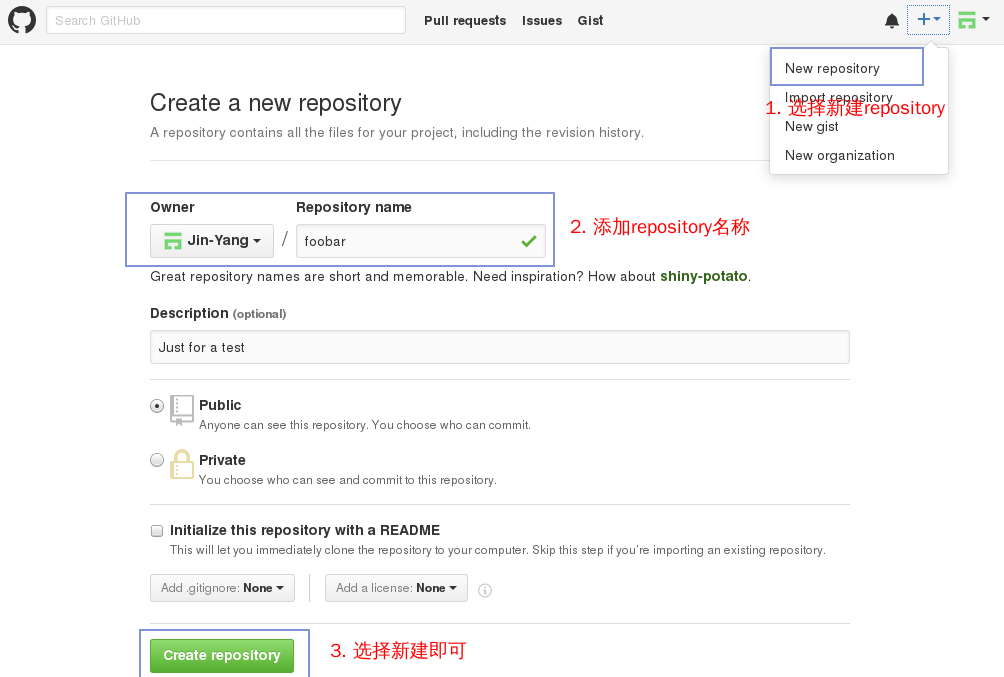 Search GitHub
Pull requests Issues Gist
New repository
Import repository
1. 选择新建repository
New gist
New organization
Create a new repository
A repository contains all the files for your project, including the revision history.
Owner Repository name
Jin-Yang / foobar
2. 添加repository名称
Great repository names are short and memorable. Need inspiration? How about shiny-potato.
Description (optional)
Just for a test
Public
Anyone can see this repository. You choose who can commit.
Private
You choose who can see and commit to this repository.
Initialize this repository with a README
This will let you immediately clone the repository to your computer. Skip this step if you're importing an existing repository.
Add .gitignore: None Add a license: None
Create repository
3. 选择新建即可